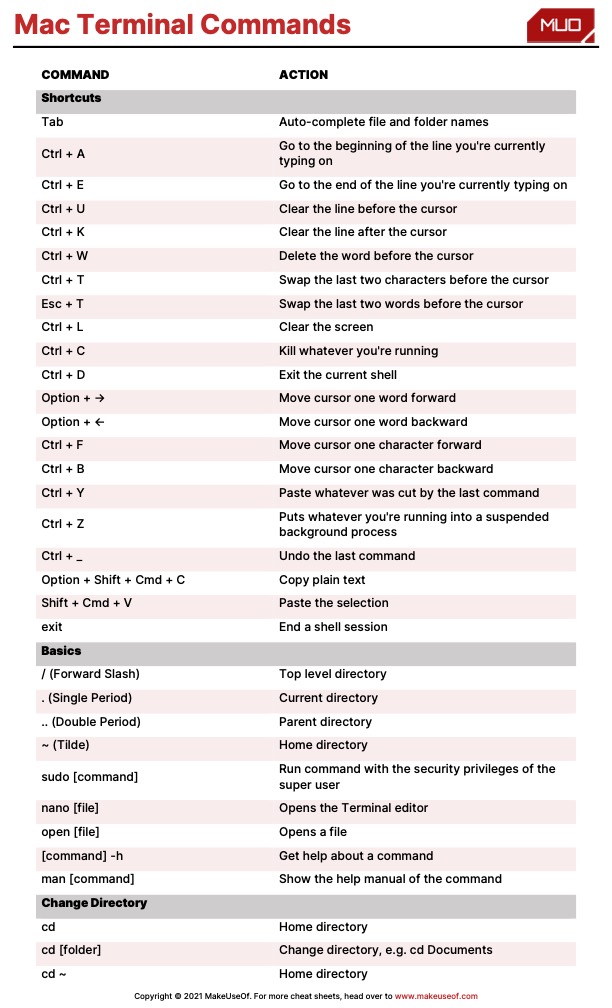 Mac Terminal Commands
MUO
COMMAND ACTION
Shortcuts
Tab Auto-complete file and folder names
Ctrl + A Go to the beginning of the line you're currently
typing on
Ctrl + E Go to the end of the line you're currently typing on
Ctrl + U Clear the line before the cursor
Ctrl + K Clear the line after the cursor
Ctrl + W Delete the word before the cursor
Ctrl + T Swap the last two characters before the cursor
Esc + T Swap the last two words before the cursor
Ctrl + L Clear the screen
Ctrl + C Kill whatever you're running
Ctrl + D Exit the current shell
Option + → Move cursor one word forward
Option + ← Move cursor one word backward
Ctrl + F Move cursor one character forward
Ctrl + B Move cursor one character backward
Ctrl + Y Paste whatever was cut by the last command
Ctrl + Z Puts whatever you're running into a suspended
background process
Ctrl + _ Undo the last command
Option + Shift + Cmd + C Copy plain text
Shift + Cmd + V Paste the selection
exit End a shell session
Basics
/ (Forward Slash) Top level directory
. (Single Period) Current directory
.. (Double Period) Parent directory
~ (Tilde) Home directory
sudo [command] Run command with the security privileges of the
super user
nano [file] Opens the Terminal editor
open [file] Opens a file
[command] -h Get help about a command
man [command] Show the help manual of the command
Change Directory
cd Home directory
cd [folder] Change directory, e.g. cd Documents
cd ~ Home directory
Copyright © 2021 MakeUseOf. For more cheat sheets, head over to www.makeuseof.com